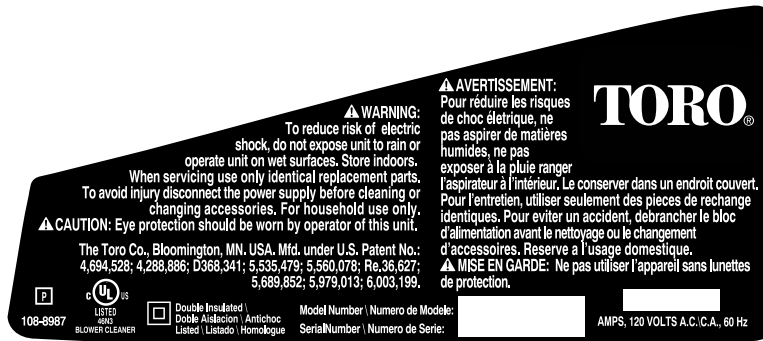 ⚠ WARNING:
To reduce risk of electric
shock, do not expose unit to rain or
operate unit on wet surfaces. Store indoors.
When servicing use only identical replacement parts.
To avoid injury disconnect the power supply before cleaning or
changing accessories. For household use only.
⚠ CAUTION: Eye protection should be worn by operator of this unit.
The Toro Co., Bloomington, MN. USA. Mfd. under U.S. Patent No.:
4,694,528; 4,288,886; D368,341; 5,535,479; 5,560,078; Re.36,627;
5,689,852; 5,979,013; 6,003,199.
⚠ AVERTISSEMENT:
Pour réduire les risques
de choc életrique, ne
pas aspirer de matières
humides, ne pas
exposer à la pluie ranger
l'aspirateur à l'intérieur. Le conserver dans un endroit couvert.
Pour l'entretien, utiliser seulement des pieces de rechange
identiques. Pour eviter un accident, debrancher le bloc
d'alimentation avant le nettoyage ou le changement
d'accessoires. Reserve a l'usage domestique.
⚠ MISE EN GARDE: Ne pas utiliser l'appareil sans lunettes
de protection.
TORO®
P
108-8987
c UL US
LISTED
46N3
BLOWER CLEANER
Double Insulated \
Doble Aislacion \ Antichoc
Listed \ Listado \ Homologue
Model Number \ Numero de Modele:
SerialNumber \ Numero de Serie:
AMPS, 120 VOLTS A.C.\C.A., 60 Hz